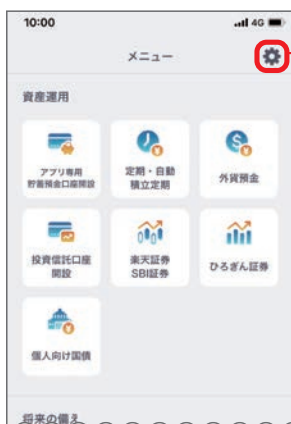 10:00
4G
メニュー
資産運用
アプリ専用
貯蓄預金口座開設
定期・自動
積立定期
外貨預金
投資信託口座
開設
楽天証券
SBI証券
ひろぎん証券
個人向け国債
将来の備え